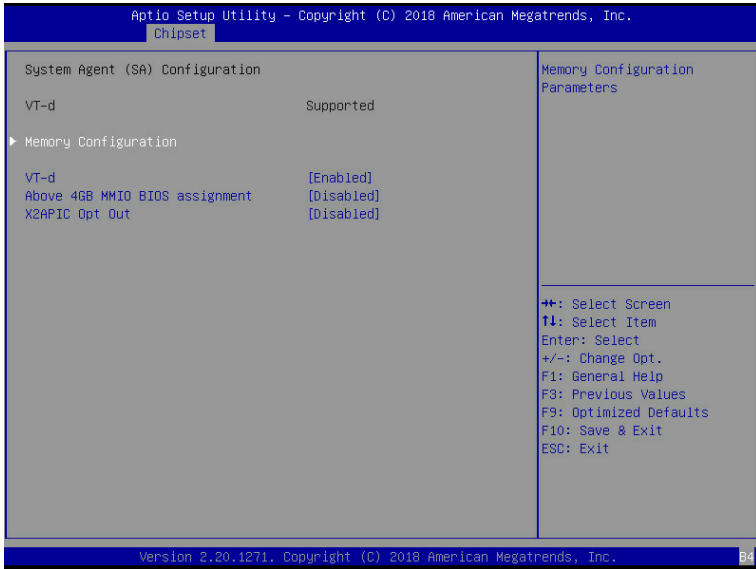 Aptio Setup Utility – Copyright (C) 2018 American Megatrends, Inc.
Chipset
System Agent (SA) Configuration
VT-d Supported
Memory Configuration
VT-d [Enabled]
Above 4GB MMIO BIOS assignment [Disabled]
X2APIC Opt Out [Disabled]
Memory Configuration
Parameters
→←: Select Screen
↑↓: Select Item
Enter: Select
+/-: Change Opt.
F1: General Help
F3: Previous Values
F9: Optimized Defaults
F10: Save & Exit
ESC: Exit
Version 2.20.1271. Copyright (C) 2018 American Megatrends, Inc.
B4